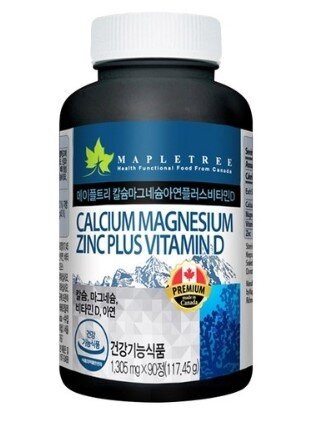 MAPLETREE
Health Functional Food From Canada
메이플트리 칼슘마그네슘아연플러스비타민D
CALCIUM MAGNESIUM
ZINC PLUS VITAMIN D
PREMIUM
made in
Canada
칼슘, 마그네슘,
비타민 D, 아연
건강
기능식품
건강기능식품
1,305 mg × 90정(117.45 g)